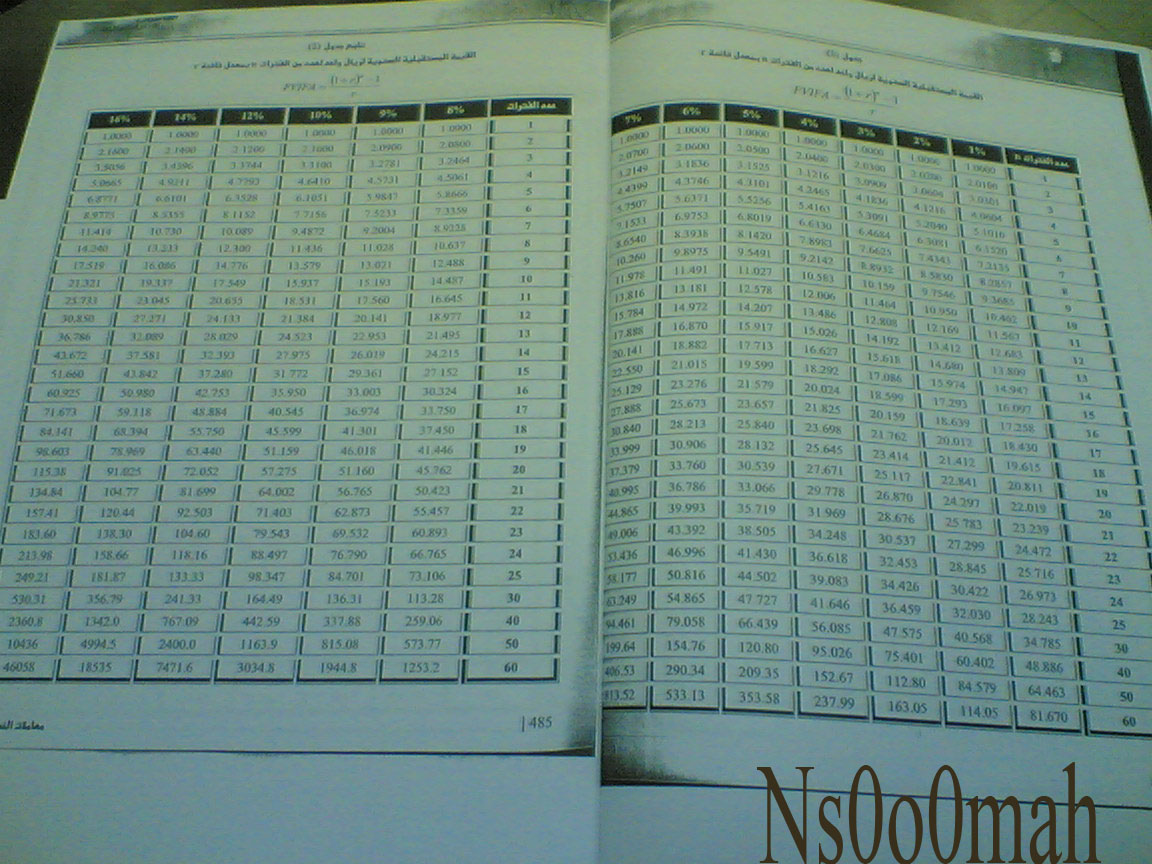 جدول (5)
القيمة المستقبلية السنوية لريال واحد لعدد من الفترات n بمعدل فائدة r
FVIFA = (1+r)ⁿ −1
r
7% 6% 5% 4% 3% 2% 1% عدد الفترات n
1.0000 1.0000 1.0000 1.0000 1.0000 1.0000 1.0000 1
2.0700 2.0600 2.0500 2.0400 2.0300 2.0200 2.0100 2
3.2149 3.1836 3.1525 3.1216 3.0909 3.0604 3.0301 3
4.4399 4.3746 4.3101 4.2465 4.1836 4.1216 4.0604 4
5.7507 5.6371 5.5256 5.4163 5.3091 5.2040 5.1010 5
7.1533 6.9753 6.8019 6.6330 6.4684 6.3081 6.1520 6
8.6540 8.3938 8.1420 7.8983 7.6625 7.4343 7.2135 7
10.260 9.8975 9.5491 9.2142 8.8932 8.5830 8.2857 8
11.978 11.491 11.027 10.583 10.159 9.7546 9.3685 9
13.816 13.181 12.578 12.006 11.464 10.950 10.462 10
15.784 14.972 14.207 13.486 12.808 12.169 11.567 11
17.888 16.870 15.917 15.026 14.192 13.412 12.683 12
20.141 18.882 17.713 16.627 15.618 14.680 13.809 13
22.550 21.015 19.599 18.292 17.086 15.974 14.947 14
25.129 23.276 21.579 20.024 18.599 17.293 16.097 15
27.888 25.673 23.657 21.825 20.159 18.639 17.258 16
30.840 28.213 25.840 23.698 21.762 20.012 18.430 17
33.999 30.906 28.132 25.645 23.414 21.412 19.615 18
37.379 33.760 30.539 27.671 25.117 22.841 20.811 19
40.995 36.786 33.066 29.778 26.870 24.297 22.019 20
44.865 39.993 35.719 31.969 28.676 25.783 23.239 21
49.006 43.392 38.505 34.248 30.537 27.299 24.472 22
53.436 46.996 41.430 36.618 32.453 28.845 25.716 23
58.177 50.816 44.502 39.083 34.426 30.422 26.973 24
63.249 54.865 47.727 41.646 36.459 32.030 28.243 25
94.461 79.058 66.439 56.085 47.575 40.568 34.785 30
199.64 154.76 120.80 95.026 75.401 60.402 48.886 40
406.53 290.34 209.35 152.67 112.80 84.579 64.463 50
813.52 533.13 353.58 237.99 163.05 114.05 81.670 60
تابع جدول (5)
القيمة المستقبلية السنوية لريال واحد لعدد من الفترات n بمعدل فائدة r
FVIFA = (1+r)ⁿ −1
r
16% 14% 12% 10% 9% 8% عدد الفترات
1.0000 1.0000 1.0000 1.0000 1.0000 1.0000 1
2.1600 2.1400 2.1200 2.1000 2.0900 2.0800 2
3.5056 3.4396 3.3744 3.3100 3.2781 3.2464 3
5.0665 4.9211 4.7793 4.6410 4.5731 4.5061 4
6.8771 6.6101 6.3528 6.1051 5.9847 5.8666 5
8.9775 8.5355 8.1152 7.7156 7.5233 7.3359 6
11.414 10.730 10.089 9.4872 9.2004 8.9228 7
14.240 13.233 12.300 11.436 11.028 10.637 8
17.519 16.086 14.776 13.579 13.021 12.488 9
21.321 19.337 17.549 15.937 15.193 14.487 10
25.733 23.045 20.655 18.531 17.560 16.645 11
30.850 27.271 24.133 21.384 20.141 18.977 12
36.786 32.089 28.029 24.523 22.953 21.495 13
43.672 37.581 32.393 27.975 26.019 24.215 14
51.660 43.842 37.280 31.772 29.361 27.152 15
60.925 50.980 42.753 35.950 33.003 30.324 16
71.673 59.118 48.884 40.545 36.974 33.750 17
84.141 68.394 55.750 45.599 41.301 37.450 18
98.603 78.969 63.440 51.159 46.018 41.446 19
115.38 91.025 72.052 57.275 51.160 45.762 20
134.84 104.77 81.699 64.002 56.765 50.423 21
157.41 120.44 92.503 71.403 62.873 55.457 22
183.60 138.30 104.60 79.543 69.532 60.893 23
213.98 158.66 118.16 88.497 76.790 66.765 24
249.21 181.87 133.33 98.347 84.701 73.106 25
530.31 356.79 241.33 164.49 136.31 113.28 30
2360.8 1342.0 767.09 442.59 337.88 259.06 40
10436 4994.5 2400.0 1163.9 815.08 573.77 50
46058 18535 7471.6 3034.8 1944.8 1253.2 60
| 485
معاملات
Ns0o0mah